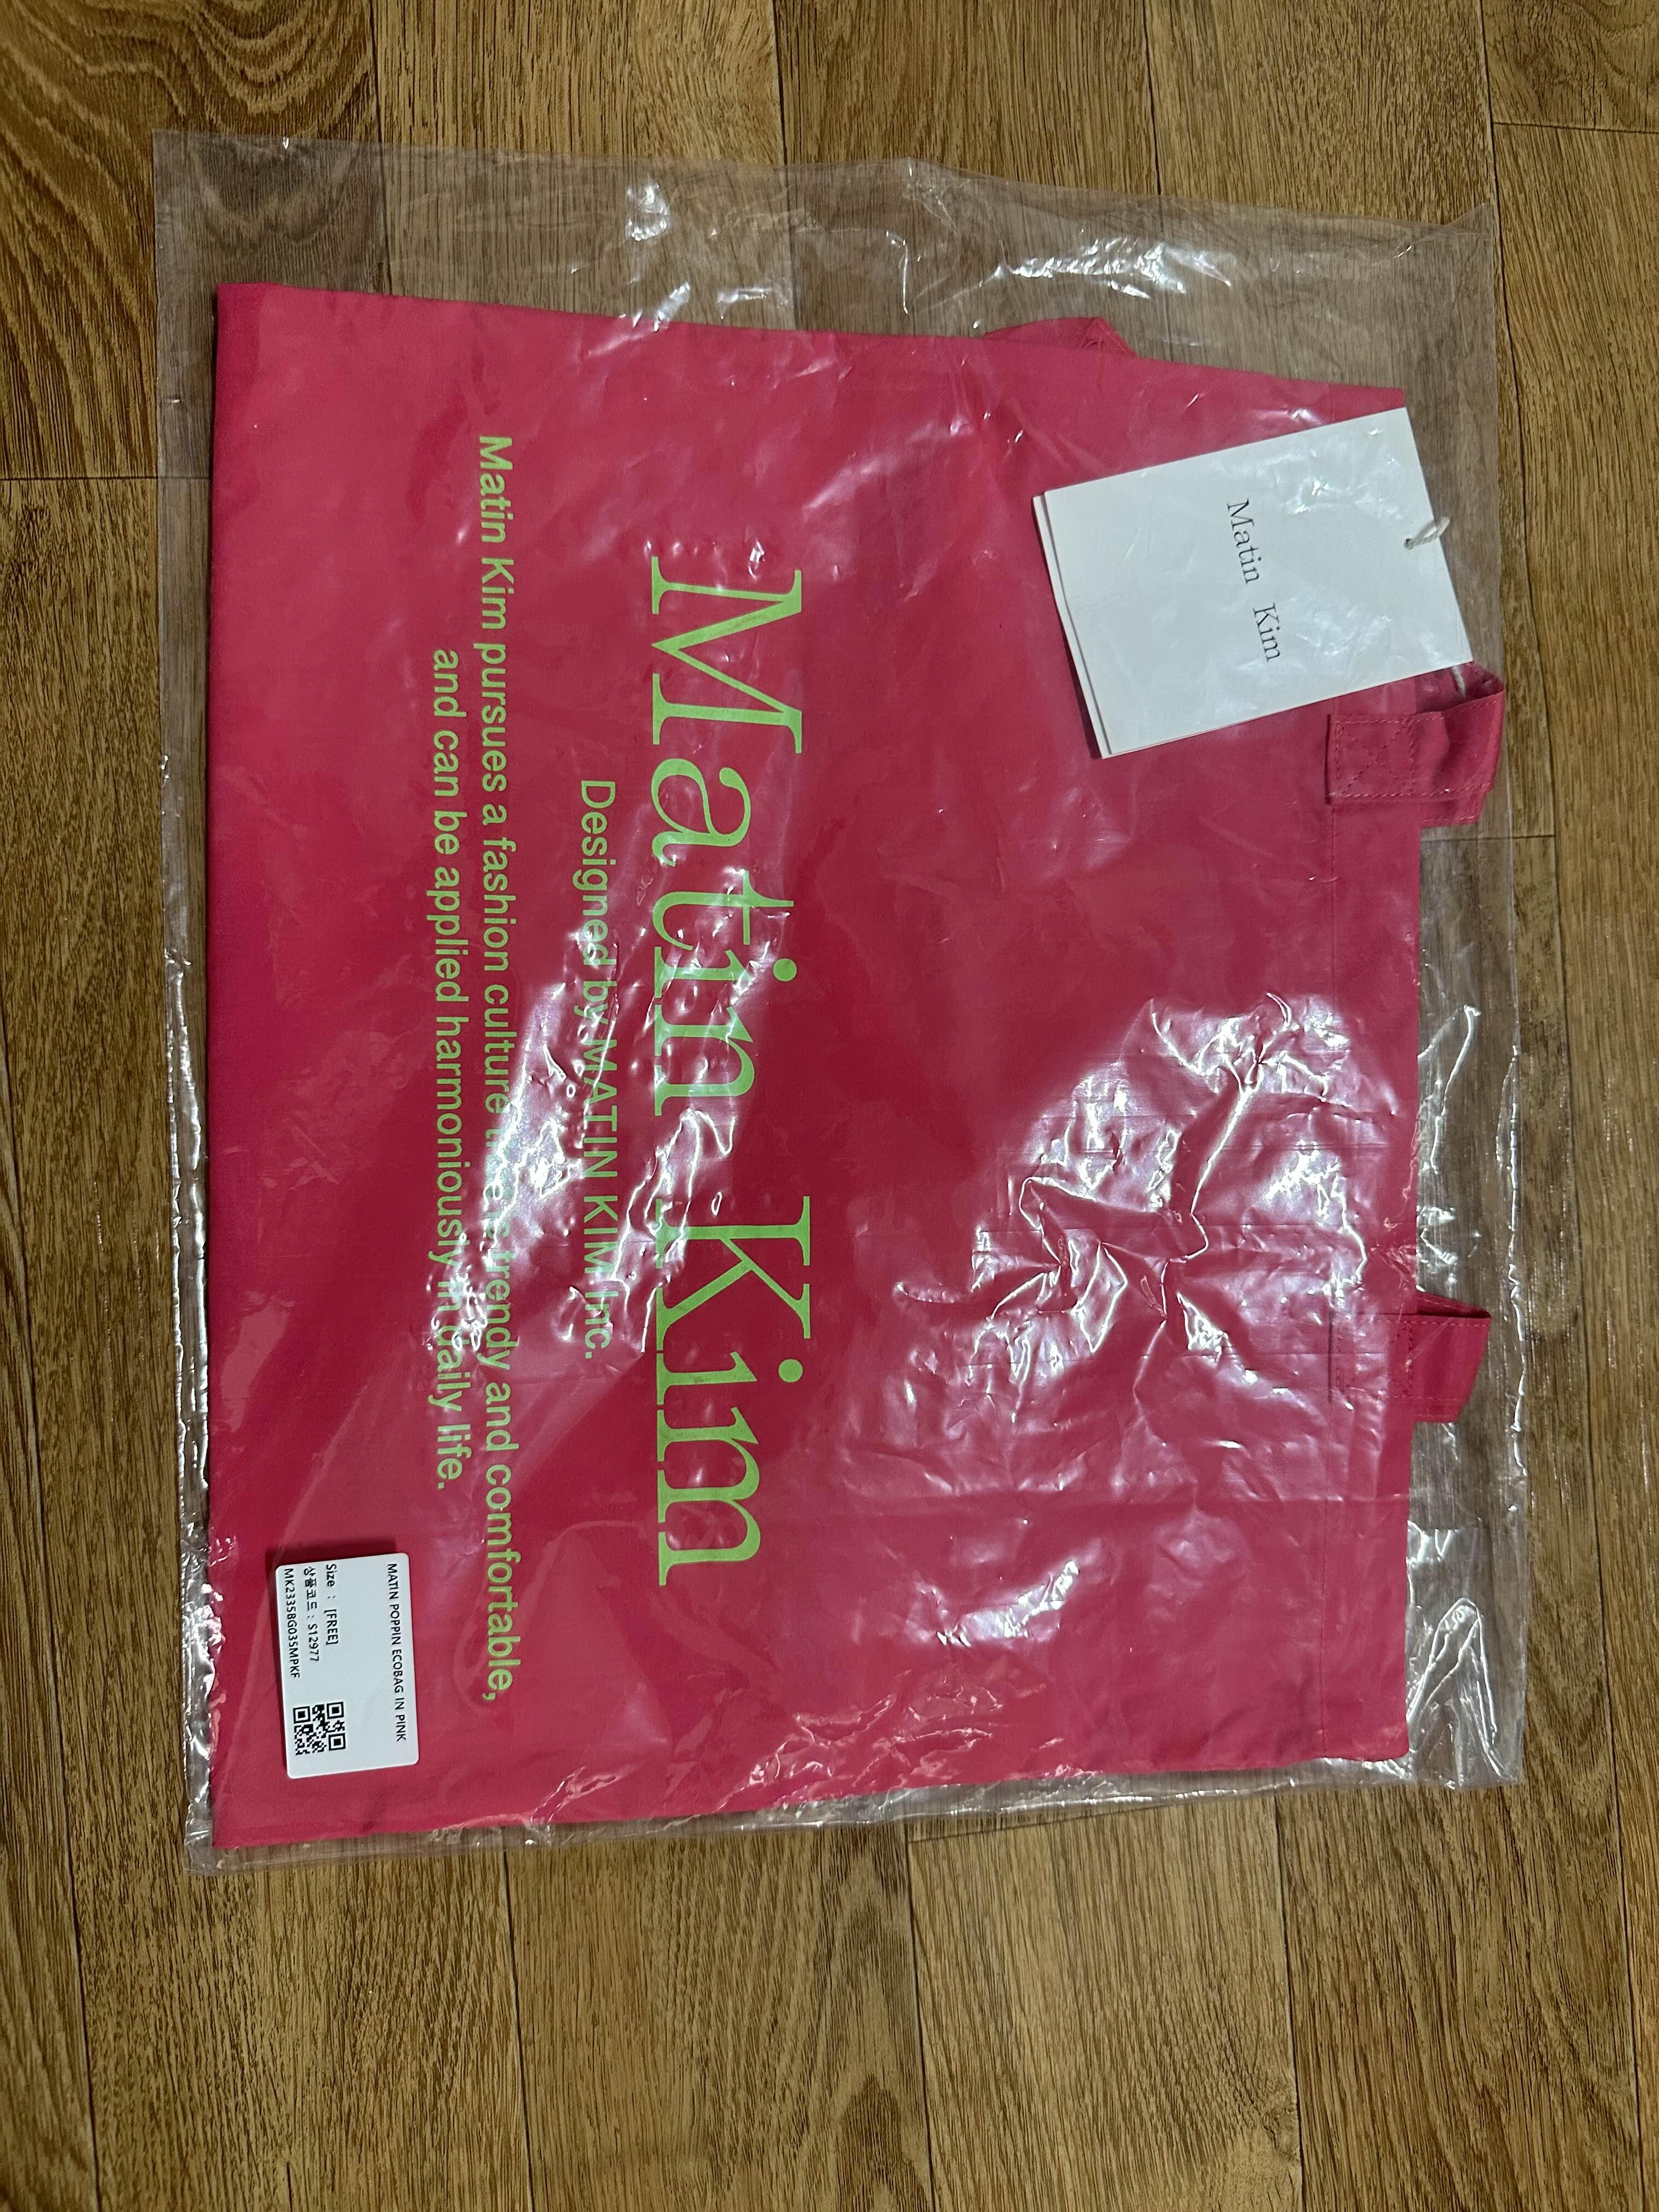 Matin Kim
Matin Kim
Designed by MATIN KIM Inc.
Matin Kim pursues a fashion culture that is trendy and comfortable,
and can be applied harmoniously in daily life.
MATIN POPPIN ECOBAG IN PINK
Size : [FREE]
상품코드 : S12977
MK2335BG035MPKF